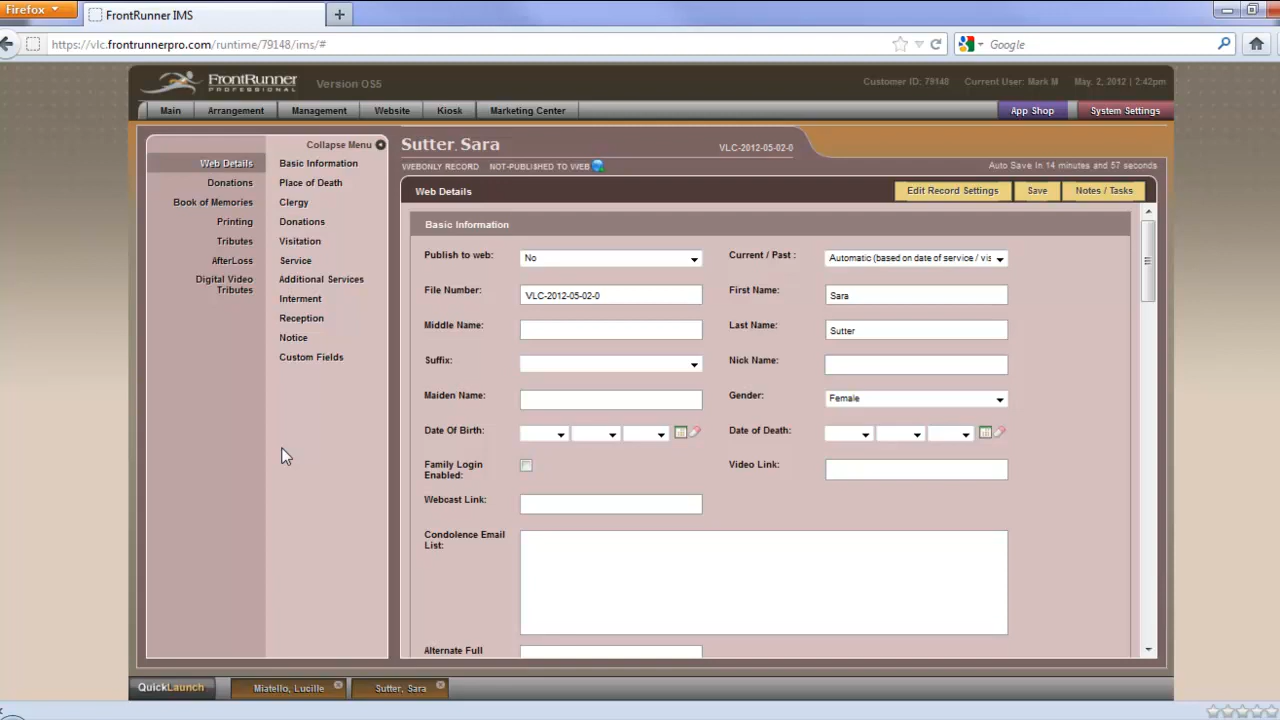 Firefox
FrontRunner IMS
https://vlc.frontrunnerpro.com/runtime/79148/ims/#
Google
FrontRunner
PROFESSIONAL
Version OS5
Customer ID: 79148
Current User: Mark M
May. 2, 2012 | 2:42pm
Main
Arrangement
Management
Website
Kiosk
Marketing Center
App Shop
System Settings
Collapse Menu
Web Details
Donations
Book of Memories
Printing
Tributes
AfterLoss
Digital Video
Tributes
Basic Information
Place of Death
Clergy
Donations
Visitation
Service
Additional Services
Interment
Reception
Notice
Custom Fields
Sutter, Sara
VLC-2012-05-02-0
WEBONLY RECORD
NOT-PUBLISHED TO WEB
Auto Save In 14 minutes and 57 seconds
Web Details
Edit Record Settings
Save
Notes / Tasks
Basic Information
Publish to web:
No
Current / Past :
Automatic (based on date of service / vis
File Number:
VLC-2012-05-02-0
First Name:
Sara
Middle Name:
Last Name:
Sutter
Suffix:
Nick Name:
Maiden Name:
Gender:
Female
Date Of Birth:
Date of Death:
Family Login
Enabled:
Video Link:
Webcast Link:
Condolence Email
List:
Alternate Full
QuickLaunch
Miatello, Lucille
Sutter, Sara